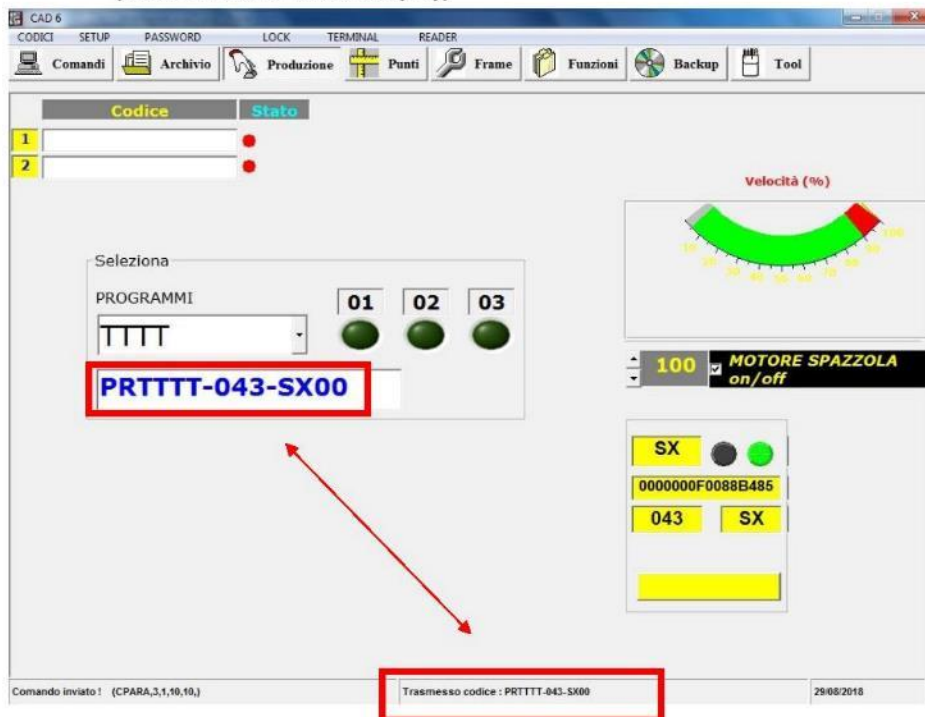 CAD 6
CODICI SETUP PASSWORD LOCK TERMINAL READER
Comandi Archivio Produzione Punti Frame Funzioni Backup Tool
Codice Stato
1
2
Velocità (%)
Seleziona
PROGRAMMI
01 02 03
TTTT
PRTTTT-043-SX00
100 MOTORE SPAZZOLA
on/off
SX
0000000F0088B485
043 SX
Comando inviato ! (CPARA,3,1,10,10,) Trasmesso codice : PRTTTT-043-SX00 29/08/2018